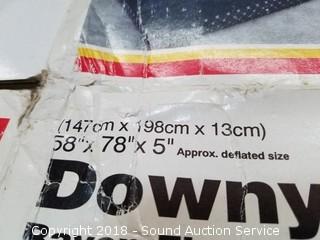 (147cm x 198cm x 13cm)
58"x 78"x 5" Approx. deflated size
Downy
Copyright 2018 - Sound Auction Service